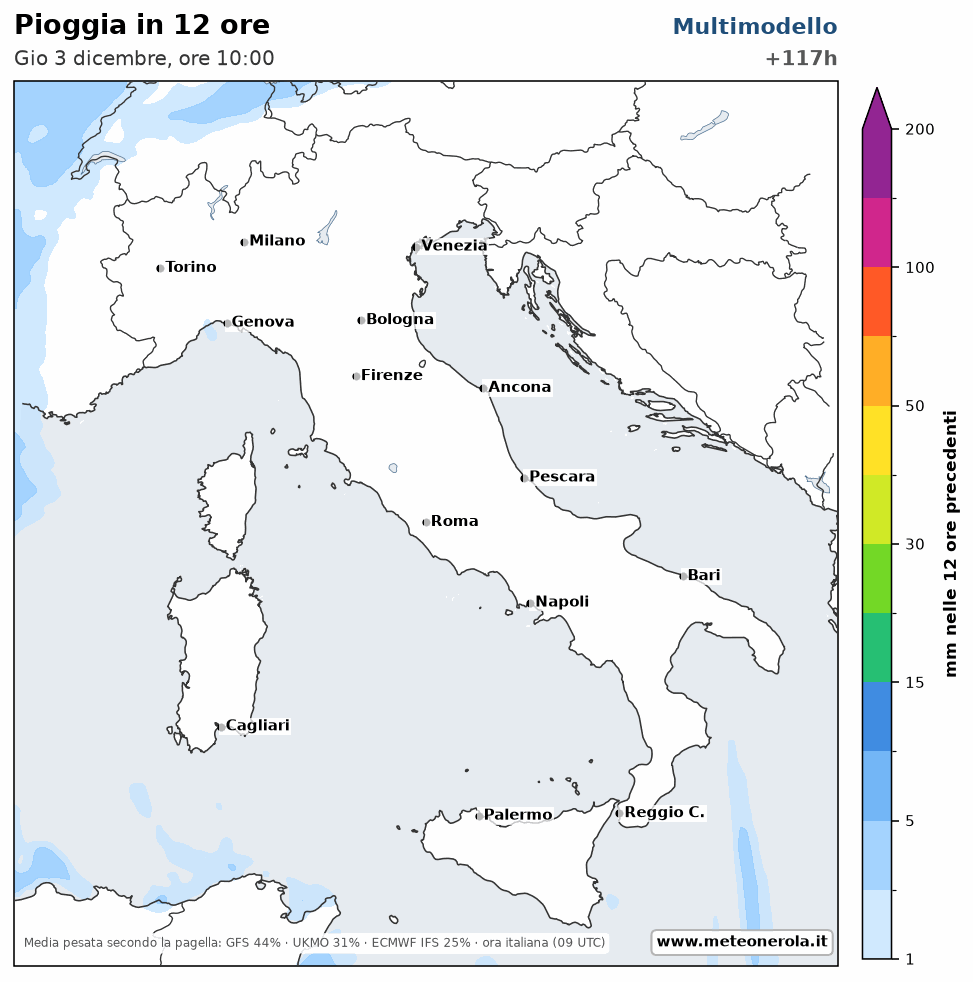 Pioggia in 12 ore
Multimodello
Gio 3 dicembre, ore 10:00
+117h
200
100
50
30
15
5
1
mm nelle 12 ore precedenti
Milano
Venezia
Torino
Genova
Bologna
Firenze
Ancona
Pescara
Roma
Bari
Napoli
Cagliari
Palermo
Reggio C.
Media pesata secondo la pagella: GFS 44% · UKMO 31% · ECMWF IFS 25% · ora italiana (09 UTC)
www.meteonerola.it